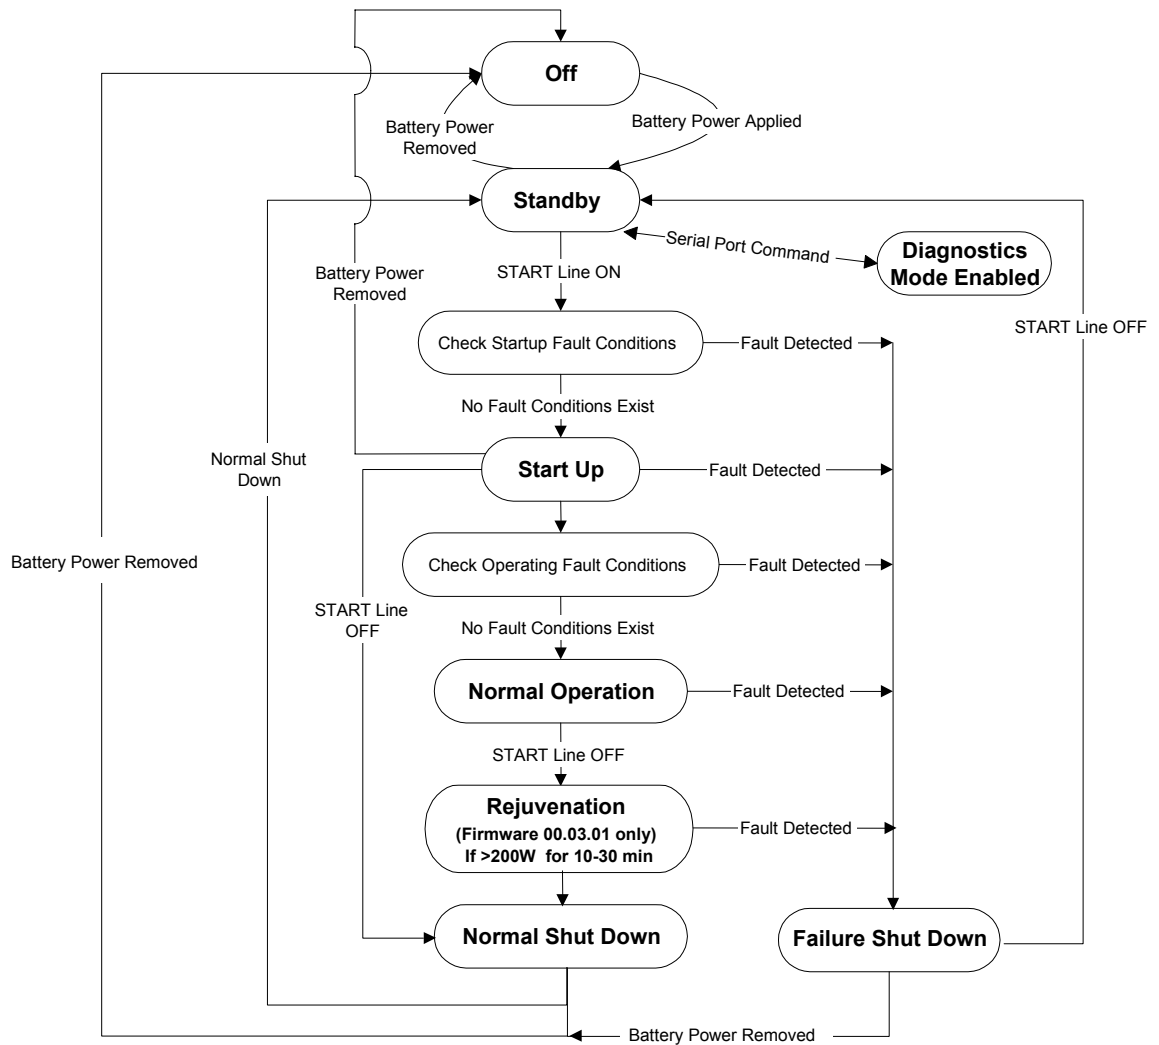 Off
Battery Power
Removed
Battery Power Applied
Standby
Serial Port Command
Diagnostics
Mode Enabled
Battery Power
Removed
START Line ON
START Line OFF
Check Startup Fault Conditions
Fault Detected
No Fault Conditions Exist
Normal Shut
Down
Start Up
Fault Detected
Battery Power Removed
Check Operating Fault Conditions
Fault Detected
START Line
OFF
No Fault Conditions Exist
Normal Operation
Fault Detected
START Line OFF
Rejuvenation
(Firmware 00.03.01 only)
If >200W for 10-30 min
Fault Detected
Normal Shut Down
Failure Shut Down
Battery Power Removed